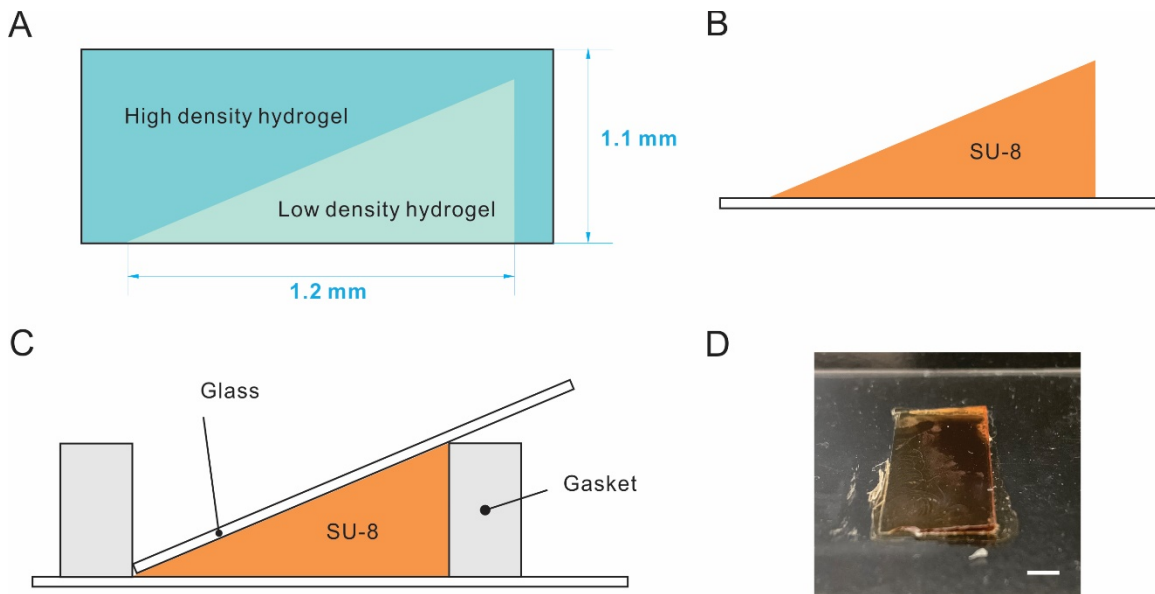 A
High density hydrogel
Low density hydrogel
1.1 mm
1.2 mm
B
SU-8
C
Glass
SU-8
Gasket
D